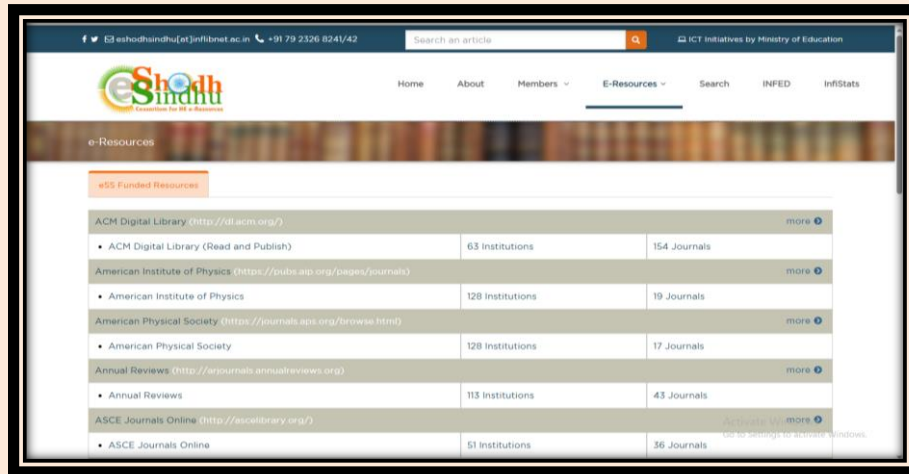 eshodhsindhu[at]inflibnet.ac.in +91 79 2326 8241/42 Search an article ICT Initiatives by Ministry of Education
e Shodh
Sindhu
Consortium for HE e-Resources
Home About Members E-Resources Search INFED InfiStats
e-Resources
eSS Funded Resources
ACM Digital Library (http://dl.acm.org/) more
• ACM Digital Library (Read and Publish) 63 Institutions 154 Journals
American Institute of Physics (https://pubs.aip.org/pages/journals) more
• American Institute of Physics 128 Institutions 19 Journals
American Physical Society (https://journals.aps.org/browse.html) more
• American Physical Society 128 Institutions 17 Journals
Annual Reviews (http://arjournals.annualreviews.org) more
• Annual Reviews 113 Institutions 43 Journals
ASCE Journals Online (http://ascelibrary.org/) more
• ASCE Journals Online 51 Institutions 36 Journals
Activate Windows
Go to Settings to activate Windows.